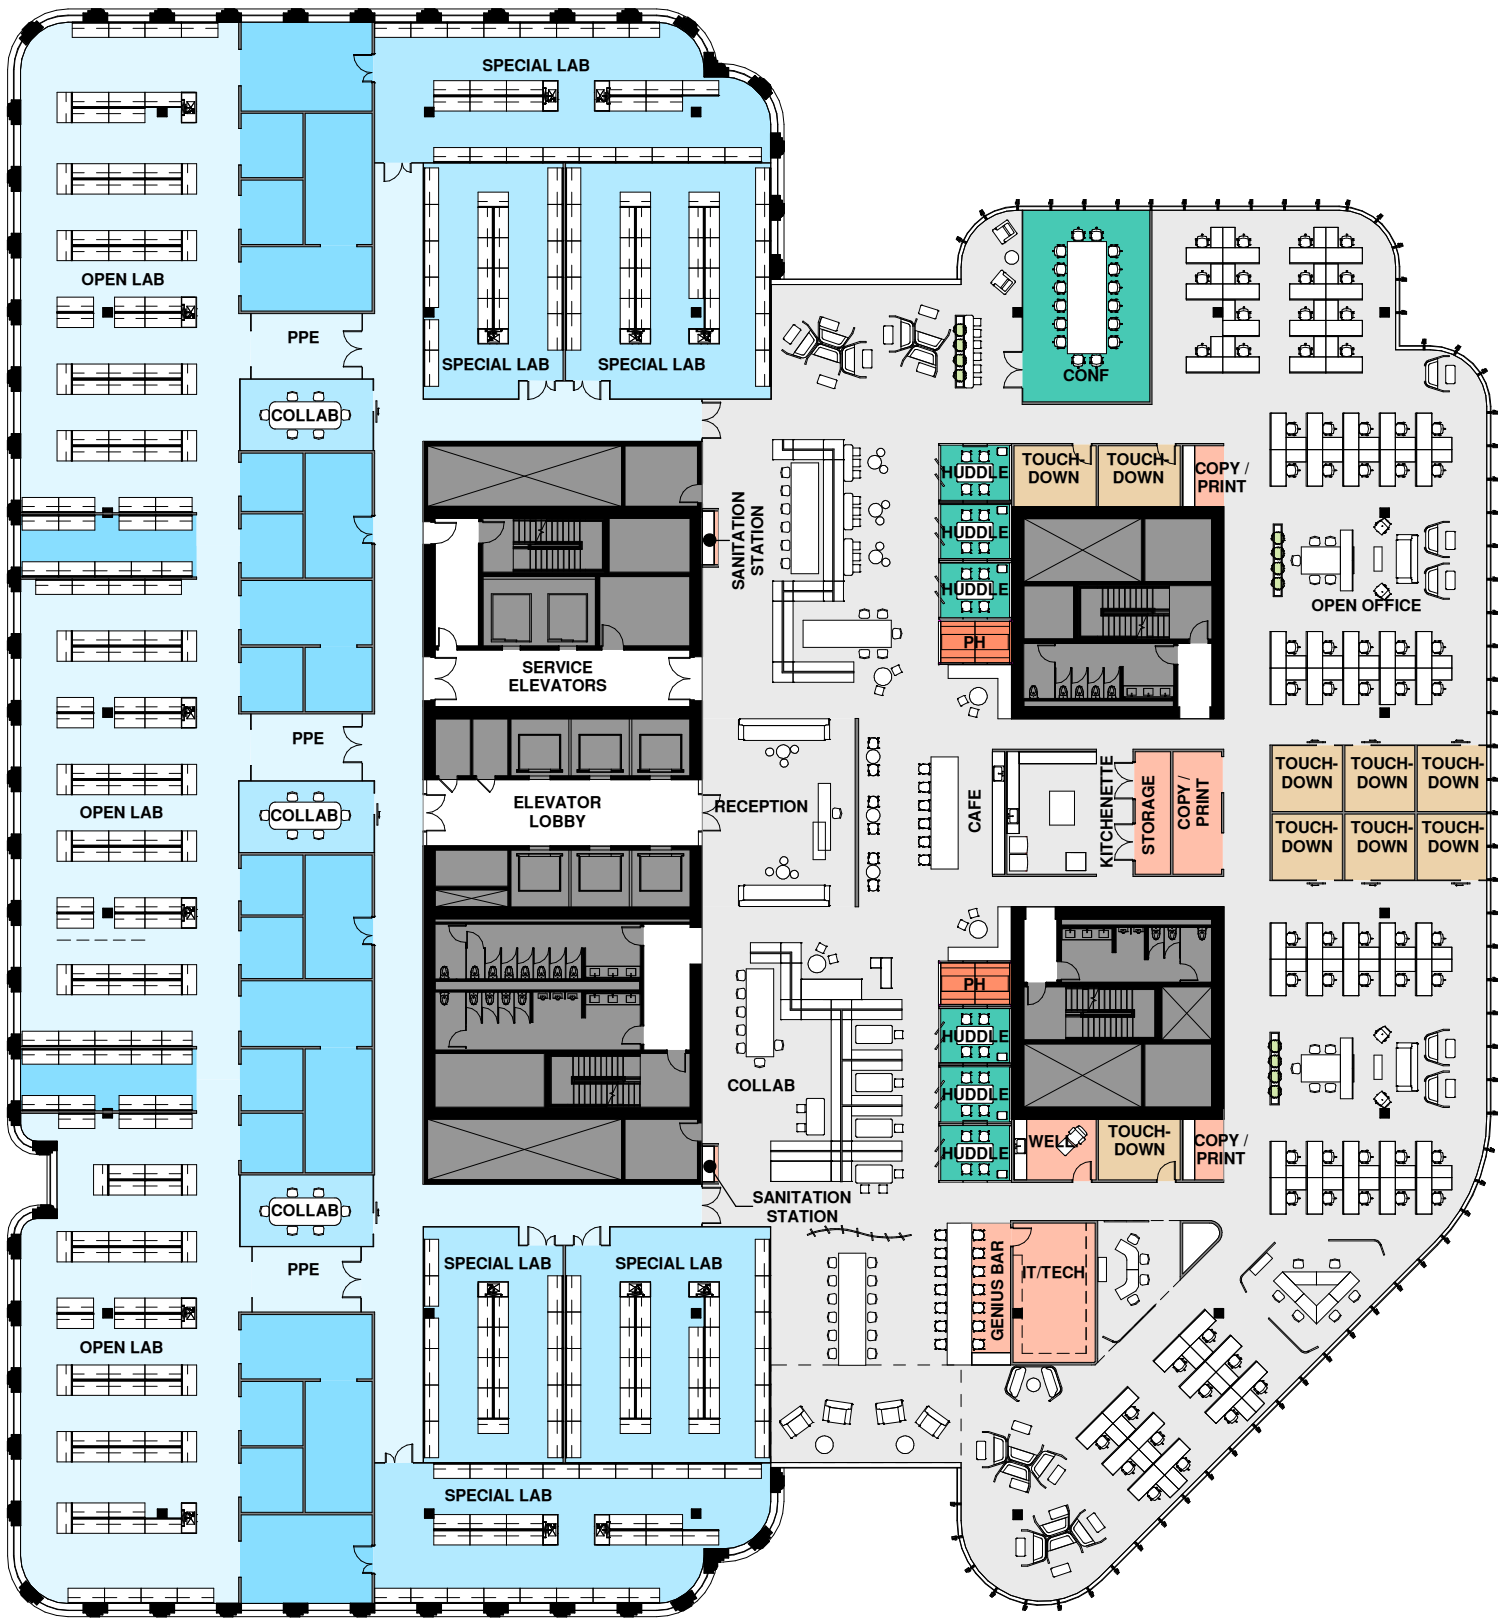 SPECIAL LAB
OPEN LAB
PPE
SPECIAL LAB
SPECIAL LAB
CONF
COLLAB
HUDDLE
TOUCH-
DOWN
TOUCH-
DOWN
COPY /
PRINT
HUDDLE
SANITATION
STATION
HUDDLE
OPEN OFFICE
PH
SERVICE
ELEVATORS
PPE
OPEN LAB
COLLAB
ELEVATOR
LOBBY
RECEPTION
CAFE
KITCHENETTE
STORAGE
COPY /
PRINT
TOUCH-
DOWN
TOUCH-
DOWN
TOUCH-
DOWN
TOUCH-
DOWN
TOUCH-
DOWN
TOUCH-
DOWN
PH
HUDDLE
COLLAB
HUDDLE
HUDDLE
WELL
TOUCH-
DOWN
COPY /
PRINT
COLLAB
SANITATION
STATION
PPE
SPECIAL LAB
SPECIAL LAB
GENIUS BAR
IT/TECH
OPEN LAB
SPECIAL LAB